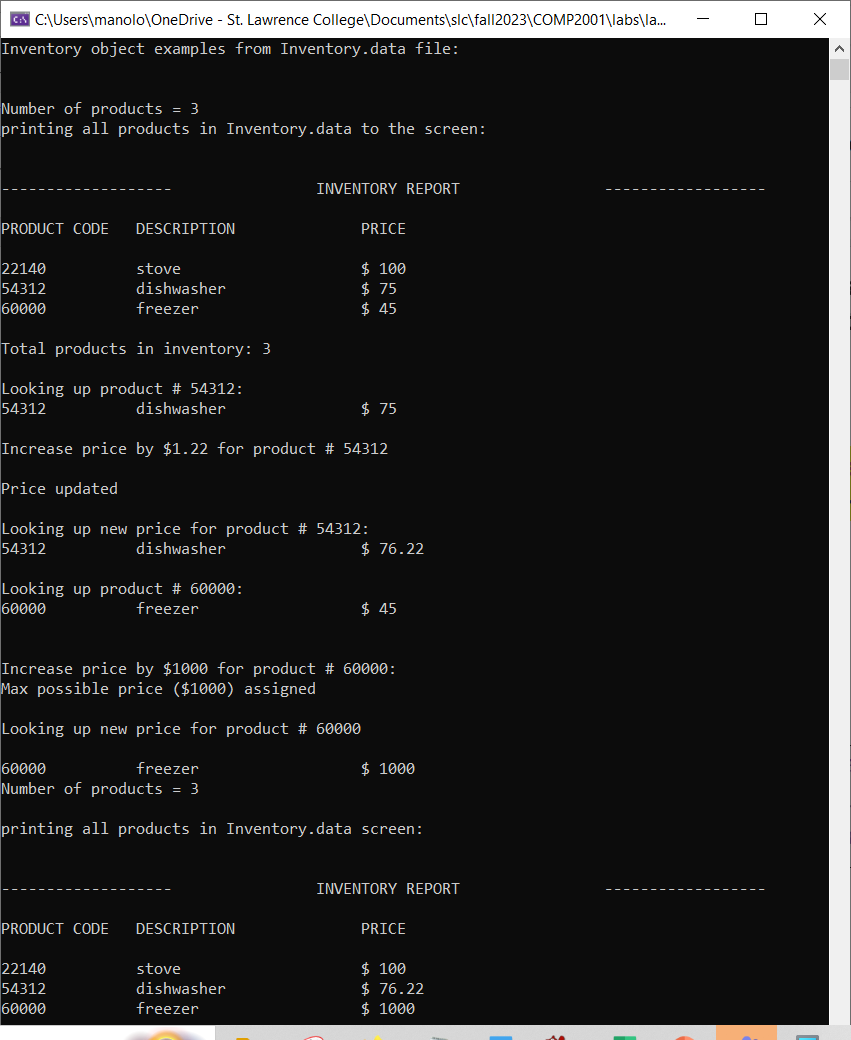 C:\Users\manolo\OneDrive - St. Lawrence College\Documents\slc\fall2023\COMP2001\labs\la...
Inventory object examples from Inventory.data file:
Number of products = 3
printing all products in Inventory.data to the screen:
------------------- INVENTORY REPORT ------------------
PRODUCT CODE DESCRIPTION PRICE
22140 stove $ 100
54312 dishwasher $ 75
60000 freezer $ 45
Total products in inventory: 3
Looking up product # 54312:
54312 dishwasher $ 75
Increase price by $1.22 for product # 54312
Price updated
Looking up new price for product # 54312:
54312 dishwasher $ 76.22
Looking up product # 60000:
60000 freezer $ 45
Increase price by $1000 for product # 60000:
Max possible price ($1000) assigned
Looking up new price for product # 60000
60000 freezer $ 1000
Number of products = 3
printing all products in Inventory.data screen:
------------------- INVENTORY REPORT ------------------
PRODUCT CODE DESCRIPTION PRICE
22140 stove $ 100
54312 dishwasher $ 76.22
60000 freezer $ 1000